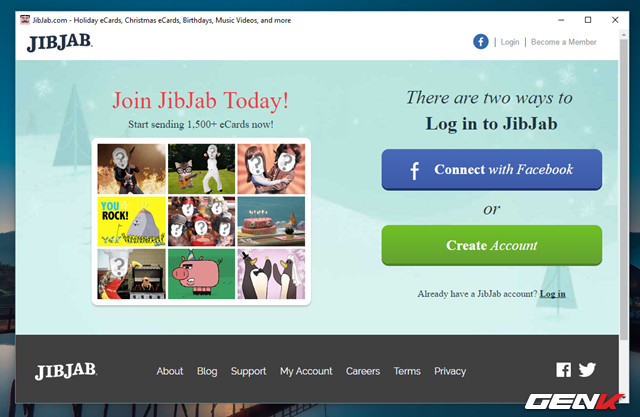 JibJab.com - Holiday eCards, Christmas eCards, Birthdays, Music Videos, and more
JIBJAB.
f | Login | Become a Member
Join JibJab Today!
Start sending 1,500+ eCards now!
?
?
? ?
YOU
ROCK!
? ? ?
? ?
?
There are two ways to
Log in to JibJab
f Connect with Facebook
or
Create Account
Already have a JibJab account? Log in
JIBJAB.
About Blog Support My Account Careers Terms Privacy
f
GENK